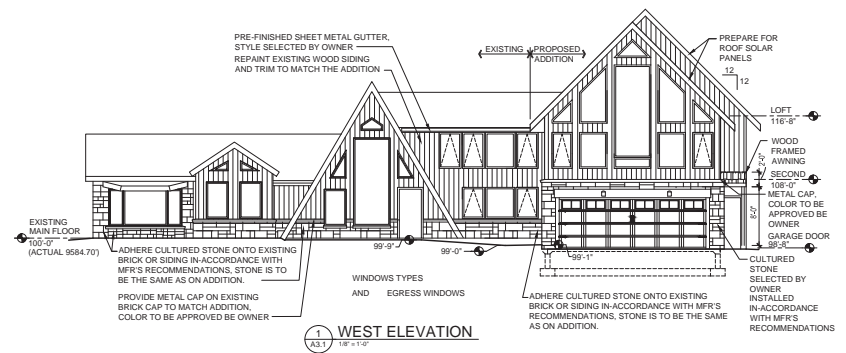 PRE-FINISHED SHEET METAL GUTTER,
STYLE SELECTED BY OWNER
REPAINT EXISTING WOOD SIDING
AND TRIM TO MATCH THE ADDITION
EXISTING
PROPOSED
ADDITION
PREPARE FOR
ROOF SOLAR
PANELS
12
12
LOFT
116'-8"
WOOD
FRAMED
AWNING
2'-0"
SECOND
108'-0"
METAL CAP,
COLOR TO BE
APPROVED BE
OWNER
8'-0"
GARAGE DOOR
98'-8"
CULTURED
STONE
SELECTED BY
OWNER
INSTALLED
IN-ACCORDANCE
WITH MFR'S
RECOMMENDATIONS
EXISTING
MAIN FLOOR
100'-0"
(ACTUAL 9584.70')
ADHERE CULTURED STONE ONTO EXISTING
BRICK OR SIDING IN-ACCORDANCE WITH
MFR'S RECOMMENDATIONS, STONE IS TO
BE THE SAME AS ON ADDITION.
PROVIDE METAL CAP ON EXISTING
BRICK CAP TO MATCH ADDITION,
COLOR TO BE APPROVED BE OWNER
99'-9"
99'-0"
99'-1"
WINDOWS TYPES
AND EGRESS WINDOWS
ADHERE CULTURED STONE ONTO EXISTING
BRICK OR SIDING IN-ACCORDANCE WITH MFR'S
RECOMMENDATIONS, STONE IS TO BE THE SAME
AS ON ADDITION.
1
A3.1
WEST ELEVATION
1/8" = 1'-0"